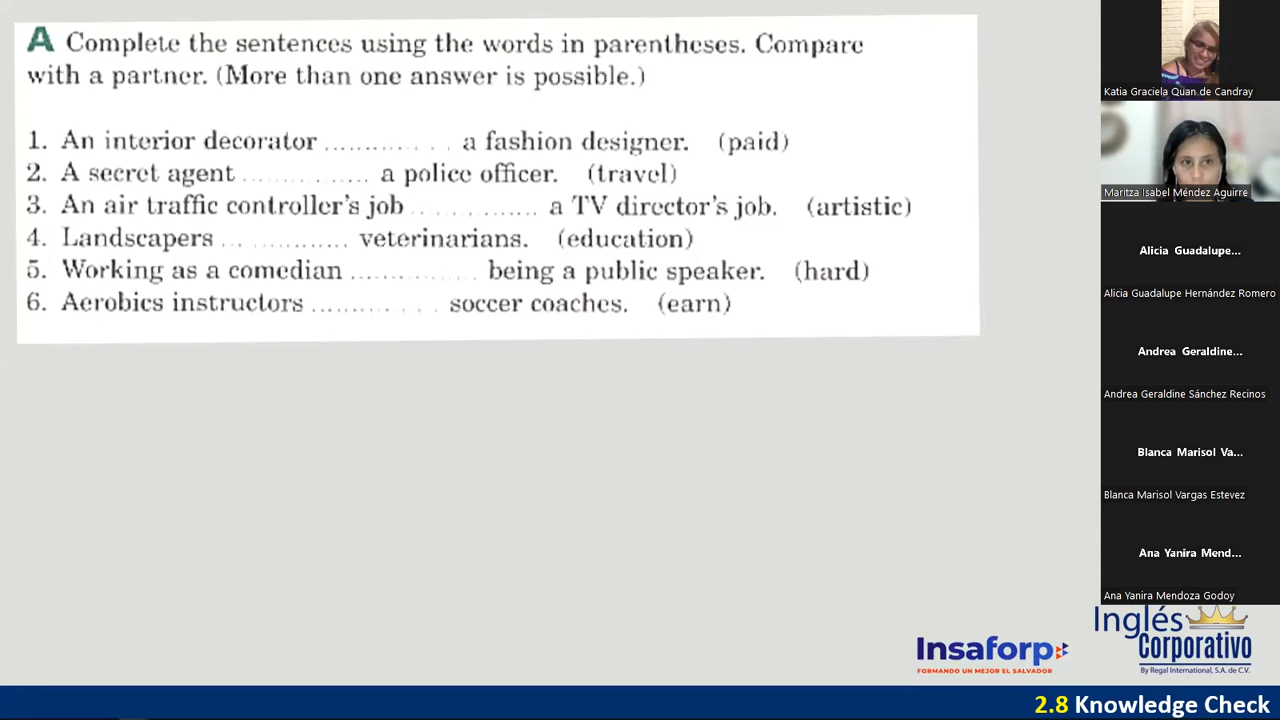 A Complete the sentences using the words in parentheses. Compare
with a partner. (More than one answer is possible.)
1. An interior decorator ............. a fashion designer. (paid)
2. A secret agent ............. a police officer. (travel)
3. An air traffic controller's job ............. a TV director's job. (artistic)
4. Landscapers ............. veterinarians. (education)
5. Working as a comedian ............. being a public speaker. (hard)
6. Aerobics instructors ............. soccer coaches. (earn)
Katia Graciela Quan de Candray
Maritza Isabel Méndez Aguirre
Alicia Guadalupe...
Alicia Guadalupe Hernández Romero
Andrea Geraldine...
Andrea Geraldine Sánchez Recinos
Blanca Marisol Va...
Blanca Marisol Vargas Estevez
Ana Yanira Mend...
Ana Yanira Mendoza Godoy
Insaforp
FORMANDO UN MEJOR EL SALVADOR
Inglés
Corporativo
By Regal International, S.A. de C.V.
2.8 Knowledge Check